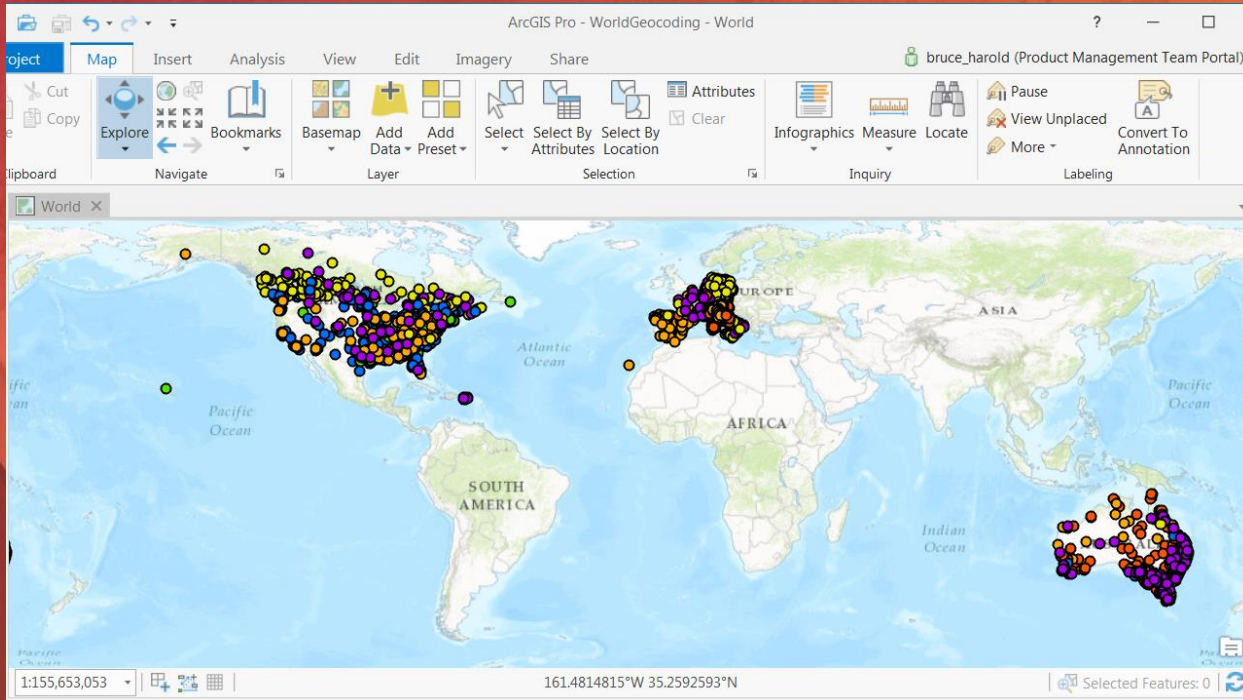 ArcGIS Pro - WorldGeocoding - World
?
roject Map Insert Analysis View Edit Imagery Share bruce_harold (Product Management Team Portal)
Cut
Copy
Explore
Bookmarks
Basemap
Add Data
Add Preset
Select
Select By Attributes
Select By Location
Attributes
Clear
Infographics
Measure
Locate
Pause
View Unplaced
More
Convert To Annotation
lipboard Navigate Layer Selection Inquiry Labeling
World
EUROPE
ASIA
Atlantic
Ocean
Pacific
Ocean
AFRICA
SOUTH
AMERICA
Indian
Ocean
Pacific
Ocean
1:155,653,053 161.4814815°W 35.2592593°N Selected Features: 0